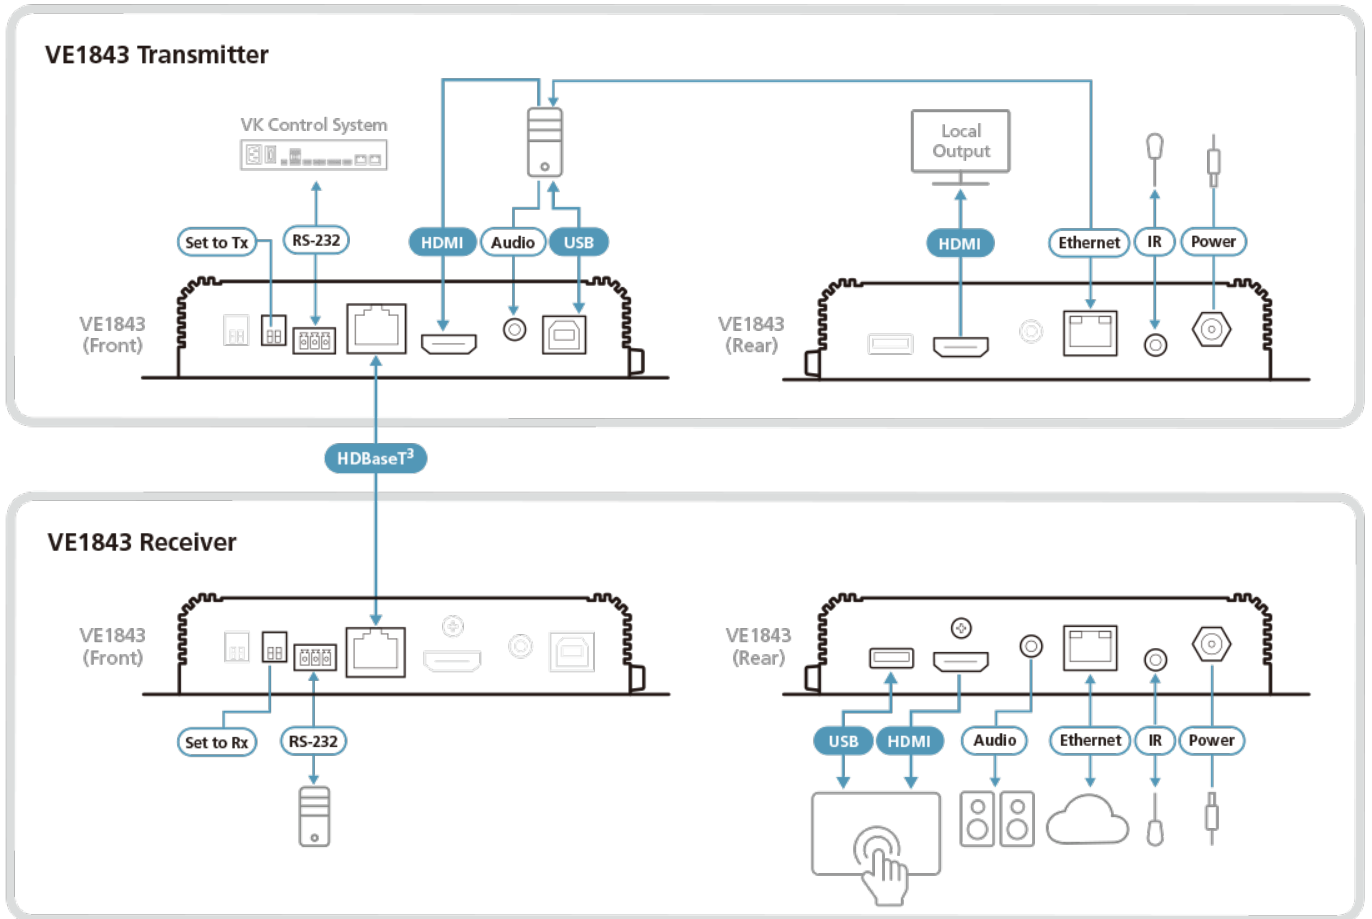 VE1843 Transmitter
VK Control System
Local
Output
Set to Tx
RS-232
HDMI
Audio
USB
HDMI
Ethernet
IR
Power
VE1843
(Front)
VE1843
(Rear)
HDBaseT³
VE1843 Receiver
VE1843
(Front)
VE1843
(Rear)
Set to Rx
RS-232
USB
HDMI
Audio
Ethernet
IR
Power